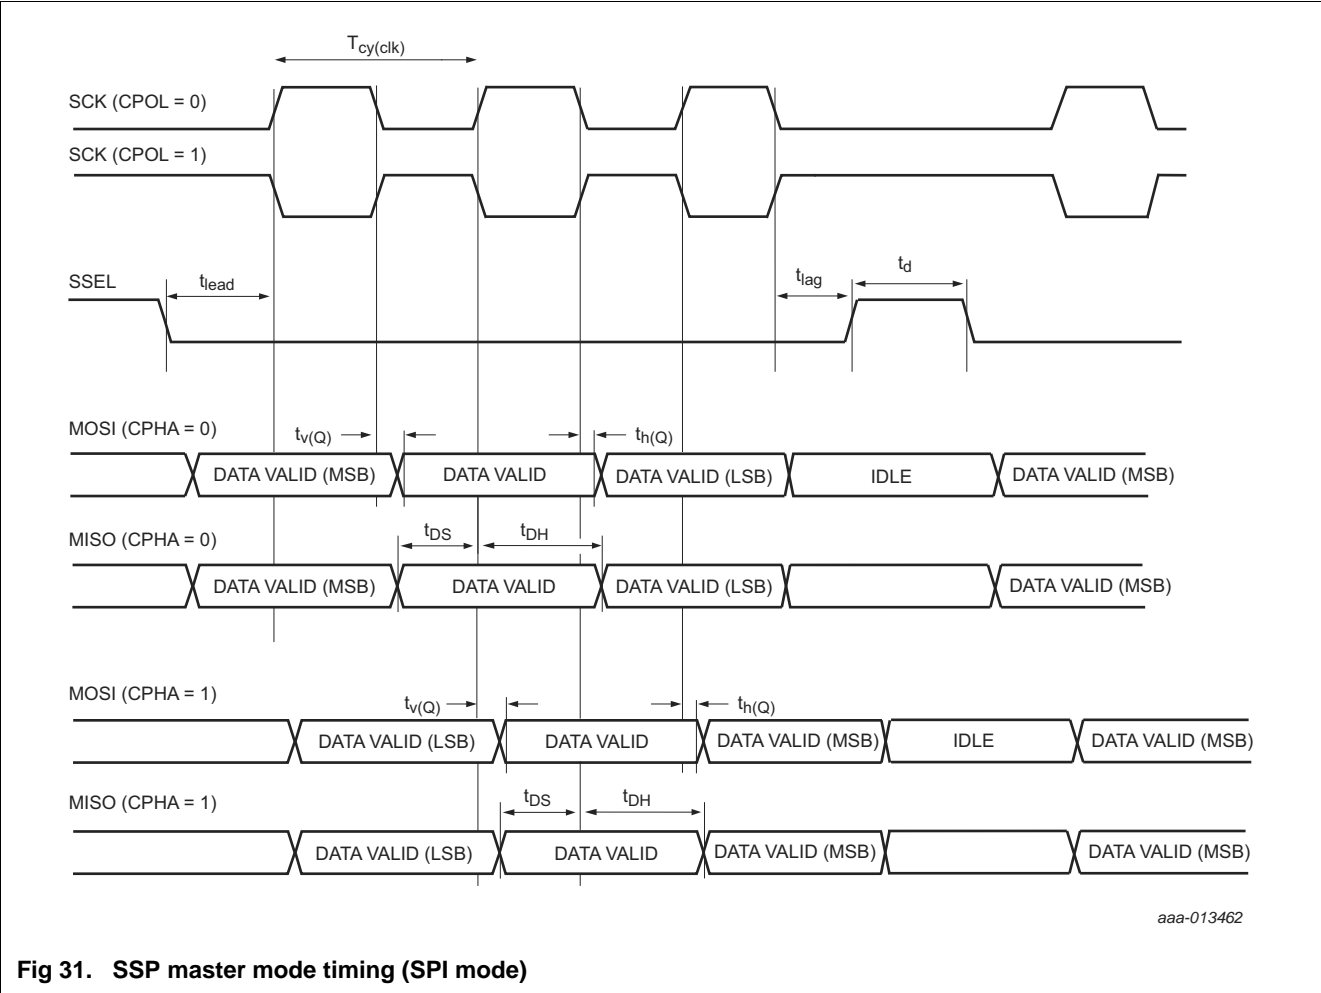 Tcy(clk)
SCK (CPOL = 0)
SCK (CPOL = 1)
SSEL
tlead
tlag
td
MOSI (CPHA = 0)
tv(Q)
th(Q)
DATA VALID (MSB)
DATA VALID
DATA VALID (LSB)
IDLE
DATA VALID (MSB)
MISO (CPHA = 0)
tDS
tDH
DATA VALID (MSB)
DATA VALID
DATA VALID (LSB)
DATA VALID (MSB)
MOSI (CPHA = 1)
tv(Q)
th(Q)
DATA VALID (LSB)
DATA VALID
DATA VALID (MSB)
IDLE
DATA VALID (MSB)
MISO (CPHA = 1)
tDS
tDH
DATA VALID (LSB)
DATA VALID
DATA VALID (MSB)
DATA VALID (MSB)
aaa-013462
Fig 31. SSP master mode timing (SPI mode)